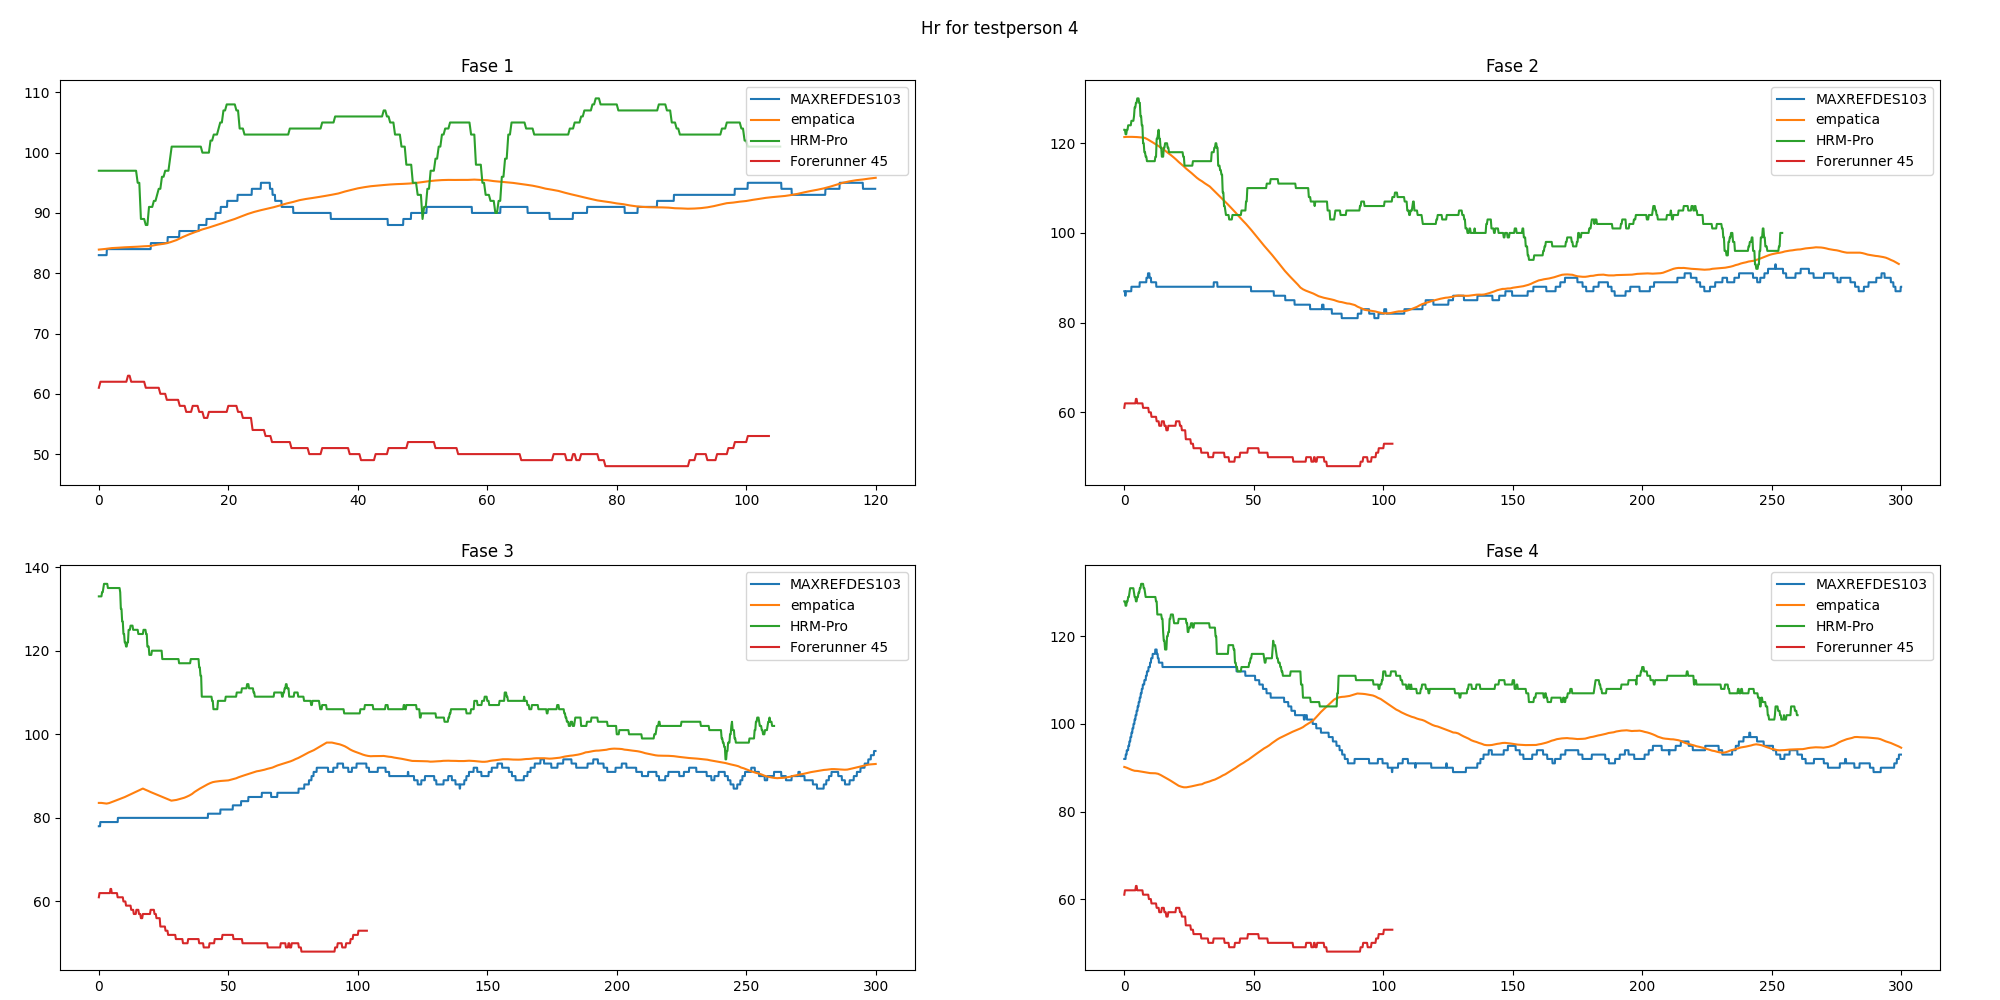 Hr for testperson 4
Fase 1
110
100
90
80
70
60
50
0 20 40 60 80 100 120
MAXREFDES103
empatica
HRM-Pro
Forerunner 45
Fase 2
120
100
80
60
0 50 100 150 200 250 300
MAXREFDES103
empatica
HRM-Pro
Forerunner 45
Fase 3
140
120
100
80
60
0 50 100 150 200 250 300
MAXREFDES103
empatica
HRM-Pro
Forerunner 45
Fase 4
120
100
80
60
0 50 100 150 200 250 300
MAXREFDES103
empatica
HRM-Pro
Forerunner 45